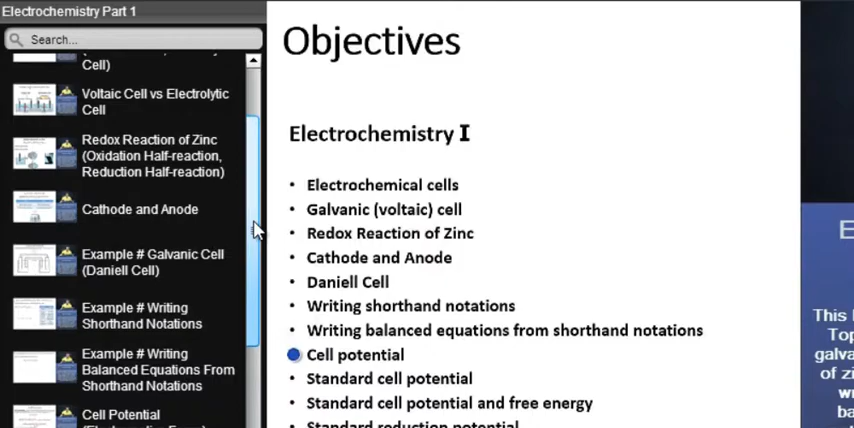 Electrochemistry Part 1
Search...
Cell)
Voltaic Cell vs Electrolytic
Cell
Redox Reaction of Zinc
(Oxidation Half-reaction,
Reduction Half-reaction)
Cathode and Anode
Example # Galvanic Cell
(Daniell Cell)
Example # Writing
Shorthand Notations
Example # Writing
Balanced Equations From
Shorthand Notations
Cell Potential
Objectives
Electrochemistry I
• Electrochemical cells
• Galvanic (voltaic) cell
• Redox Reaction of Zinc
• Cathode and Anode
• Daniell Cell
• Writing shorthand notations
• Writing balanced equations from shorthand notations
Cell potential
• Standard cell potential
• Standard cell potential and free energy
• Standard reduction potential
E
This
Top
galva
of zi
w
ba